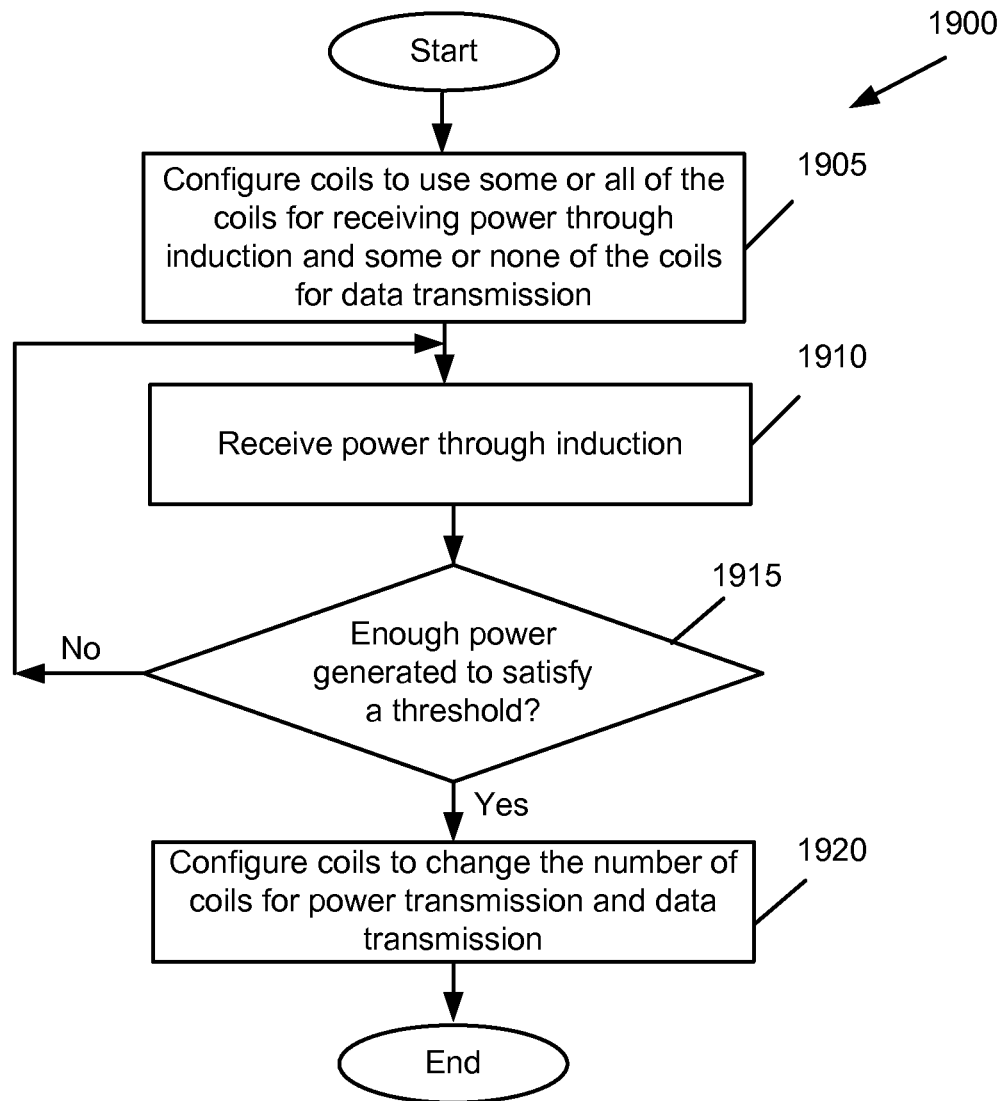 1900
Start
1905
Configure coils to use some or all of the
coils for receiving power through
induction and some or none of the coils
for data transmission
1910
Receive power through induction
1915
Enough power
generated to satisfy
a threshold?
No
Yes
1920
Configure coils to change the number of
coils for power transmission and data
transmission
End